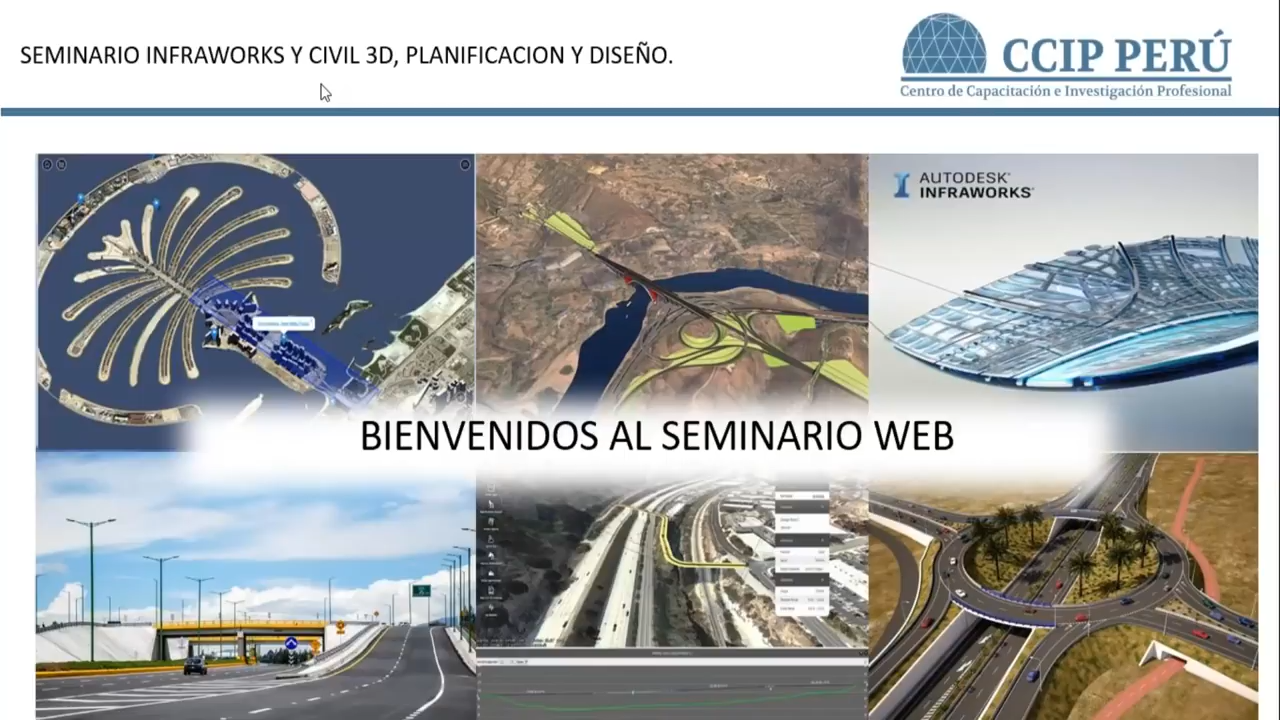 SEMINARIO INFRAWORKS Y CIVIL 3D, PLANIFICACION Y DISEÑO.
CCIP PERÚ
Centro de Capacitación e Investigación Profesional
AUTODESK®
INFRAWORKS®
BIENVENIDOS AL SEMINARIO WEB